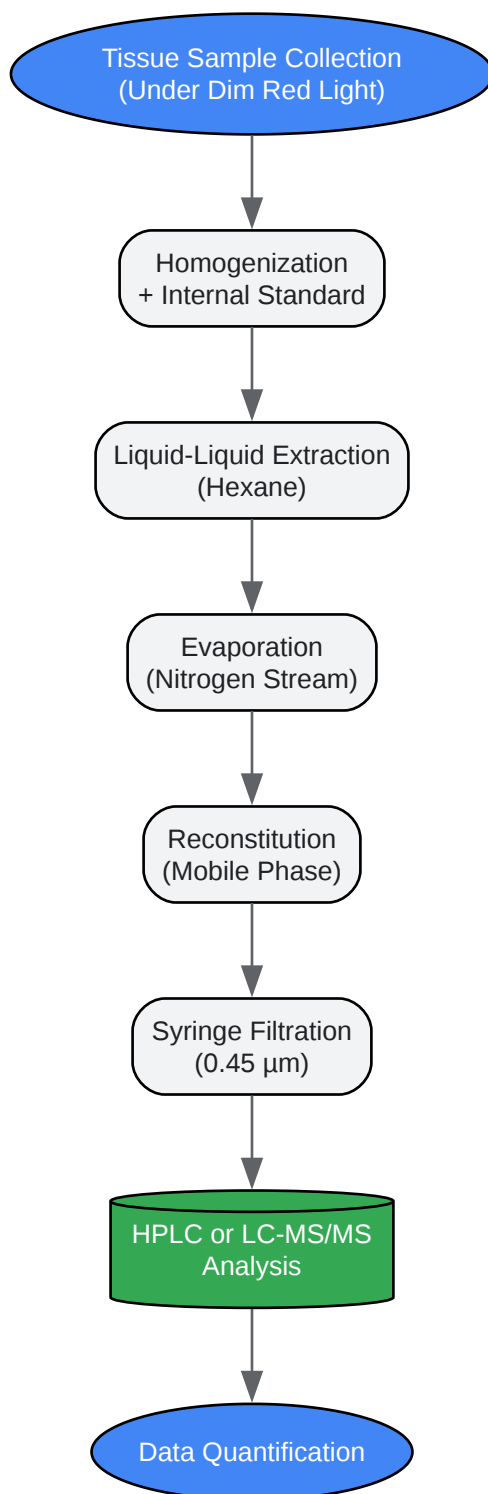 Tissue Sample Collection
(Under Dim Red Light)
Homogenization
+ Internal Standard
Liquid-Liquid Extraction
(Hexane)
Evaporation
(Nitrogen Stream)
Reconstitution
(Mobile Phase)
Syringe Filtration
(0.45 µm)
HPLC or LC-MS/MS
Analysis
Data Quantification